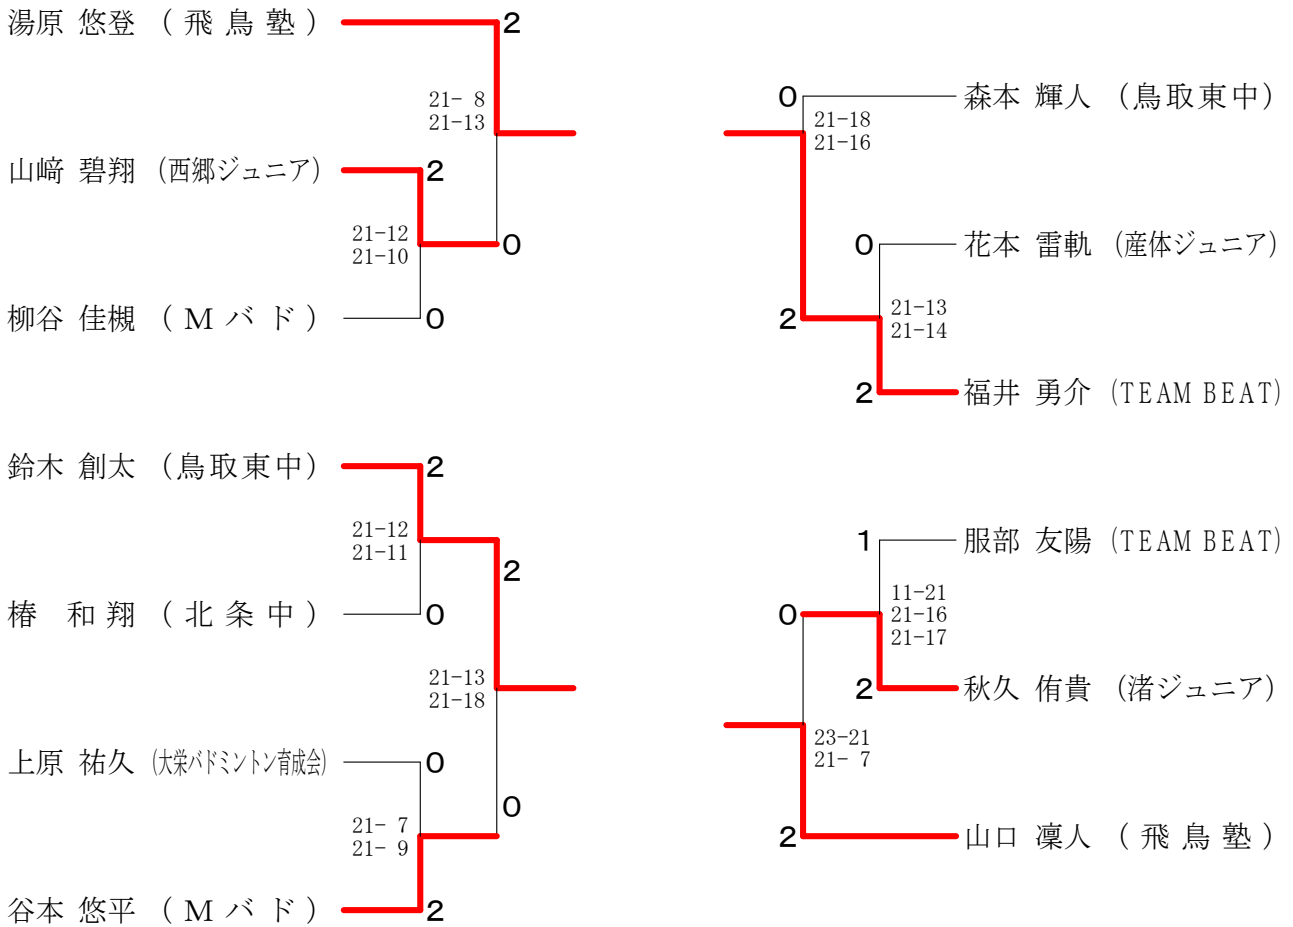 湯原 悠登 （ 飛 鳥 塾 ）
2
21- 8
21-13
山﨑 碧翔 （西郷ジュニア）
2
21-12
21-10
0
柳谷 佳槻 （ M バ ド ）
0
鈴木 創太 （鳥取東中）
2
21-12
21-11
2
椿 和翔 （ 北 条 中 ）
0
21-13
21-18
上原 祐久 （大栄バドミントン育成会）
0
0
21- 7
21- 9
谷本 悠平 （ M バ ド ）
2
0
森本 輝人 （鳥取東中）
21-18
21-16
0
花本 雷軌 （産体ジュニア）
2
21-13
21-14
2
福井 勇介 （TEAM BEAT）
1
服部 友陽 （TEAM BEAT）
0
11-21
21-16
21-17
2
秋久 侑貴 （渚ジュニア）
23-21
21- 7
2
山口 凜人 （ 飛 鳥 塾 ）